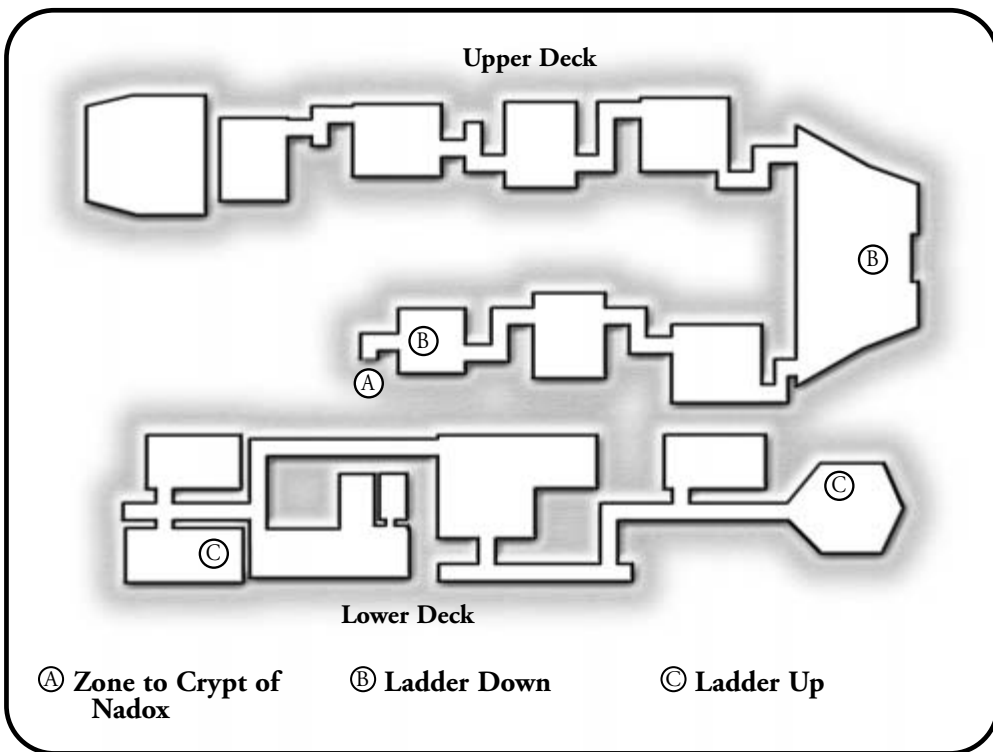 Upper Deck
B
B
A
C
C
Lower Deck
A Zone to Crypt of
Nadox
B Ladder Down
C Ladder Up